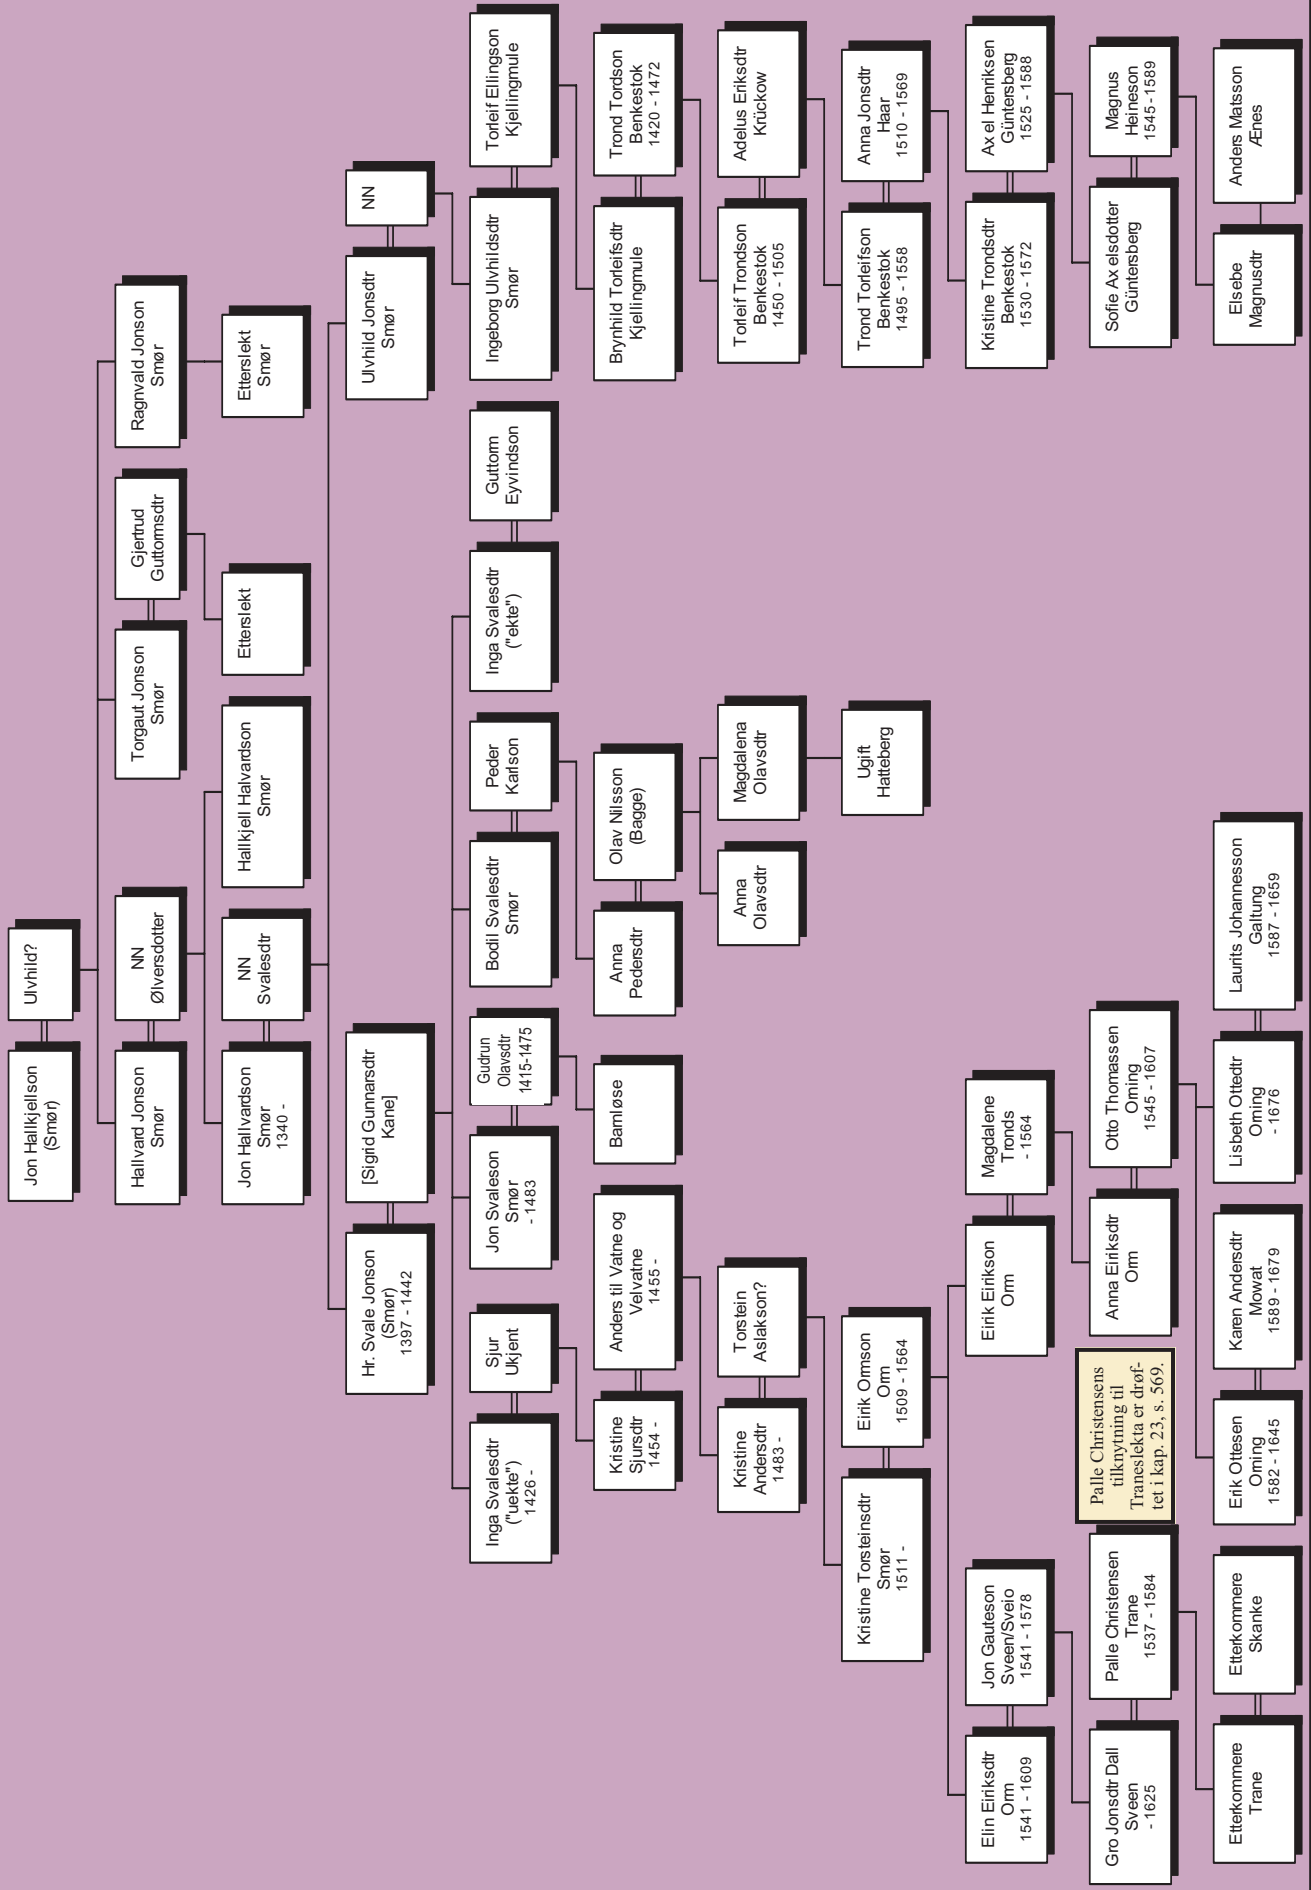 Jon Hallkjellson
(Smør)
Ulvhild?
Hallvard Jonson
Smør
NN
Ølversdotter
Torgaut Jonson
Smør
Gjertrud
Guttormsdtr
Ragnvald Jonson
Smør
Jon Hallvardson
Smør
1340 -
NN
Svalesdtr
Hallkjell Halvardson
Smør
Etterslekt
Etterslekt
Smør
Hr. Svale Jonson
(Smør)
1397 - 1442
[Sigrid Gunnarsdtr
Kane]
Ulvhild Jonsdtr
Smør
NN
Inga Svalesdtr
("uekte")
1426 -
Sjur
Ukjent
Jon Svaleson
Smør
- 1483
Gudrun
Olavsdtr
1415-1475
Bodil Svalesdtr
Smør
Peder
Karlson
Inga Svalesdtr
("ekte")
Guttorm
Eyvindson
Ingeborg Ulvhildsdtr
Smør
Torleif Ellingson
Kjellingmule
Kristine
Sjursdtr
1454 -
Anders til Vatne og
Velvatne
1455 -
Barnløse
Anna
Pedersdtr
Olav Nilsson
(Bagge)
Brynhild Torleifsdtr
Kjellingmule
Trond Tordson
Benkestok
1420 - 1472
Kristine
Andersdtr
1483 -
Torstein
Aslakson?
Anna
Olavsdtr
Magdalena
Olavsdtr
Torleif Trondson
Benkestok
1450 - 1505
Adelus Eriksdtr
Krückow
Kristine Torsteinsdtr
Smør
1511 -
Eirik Ormson
Orm
1509 - 1564
Ugift
Hatteberg
Trond Torleifson
Benkestok
1495 - 1558
Anna Jonsdtr
Haar
1510 - 1569
Elin Eiriksdtr
Orm
1541 - 1609
Jon Gauteson
Sveen/Sveio
1541 - 1578
Eirik Eirikson
Orm
Magdalene
Tronds
- 1564
Kristine Trondsdtr
Benkestok
1530 - 1572
Ax el Henriksen
Güntersberg
1525 - 1588
Gro Jonsdtr Dall
Sveen
- 1625
Palle Christensen
Trane
1537 - 1584
Palle Christensens
tilknytning til
Traneslekta er drøf-
tet i kap. 23, s. 569.
Anna Eiriksdtr
Orm
Otto Thomassen
Orning
1545 - 1607
Sofie Ax elsdotter
Güntersberg
Magnus
Heineson
1545 - 1589
Etterkommere
Trane
Etterkommere
Skanke
Erik Ottesen
Orning
1582 - 1645
Karen Andersdtr
Mowat
1589 - 1679
Lisbeth Ottedtr
Orning
- 1676
Laurits Johannesson
Galtung
1587 - 1659
Elsebe
Magnusdtr
Anders Matsson
Ænes